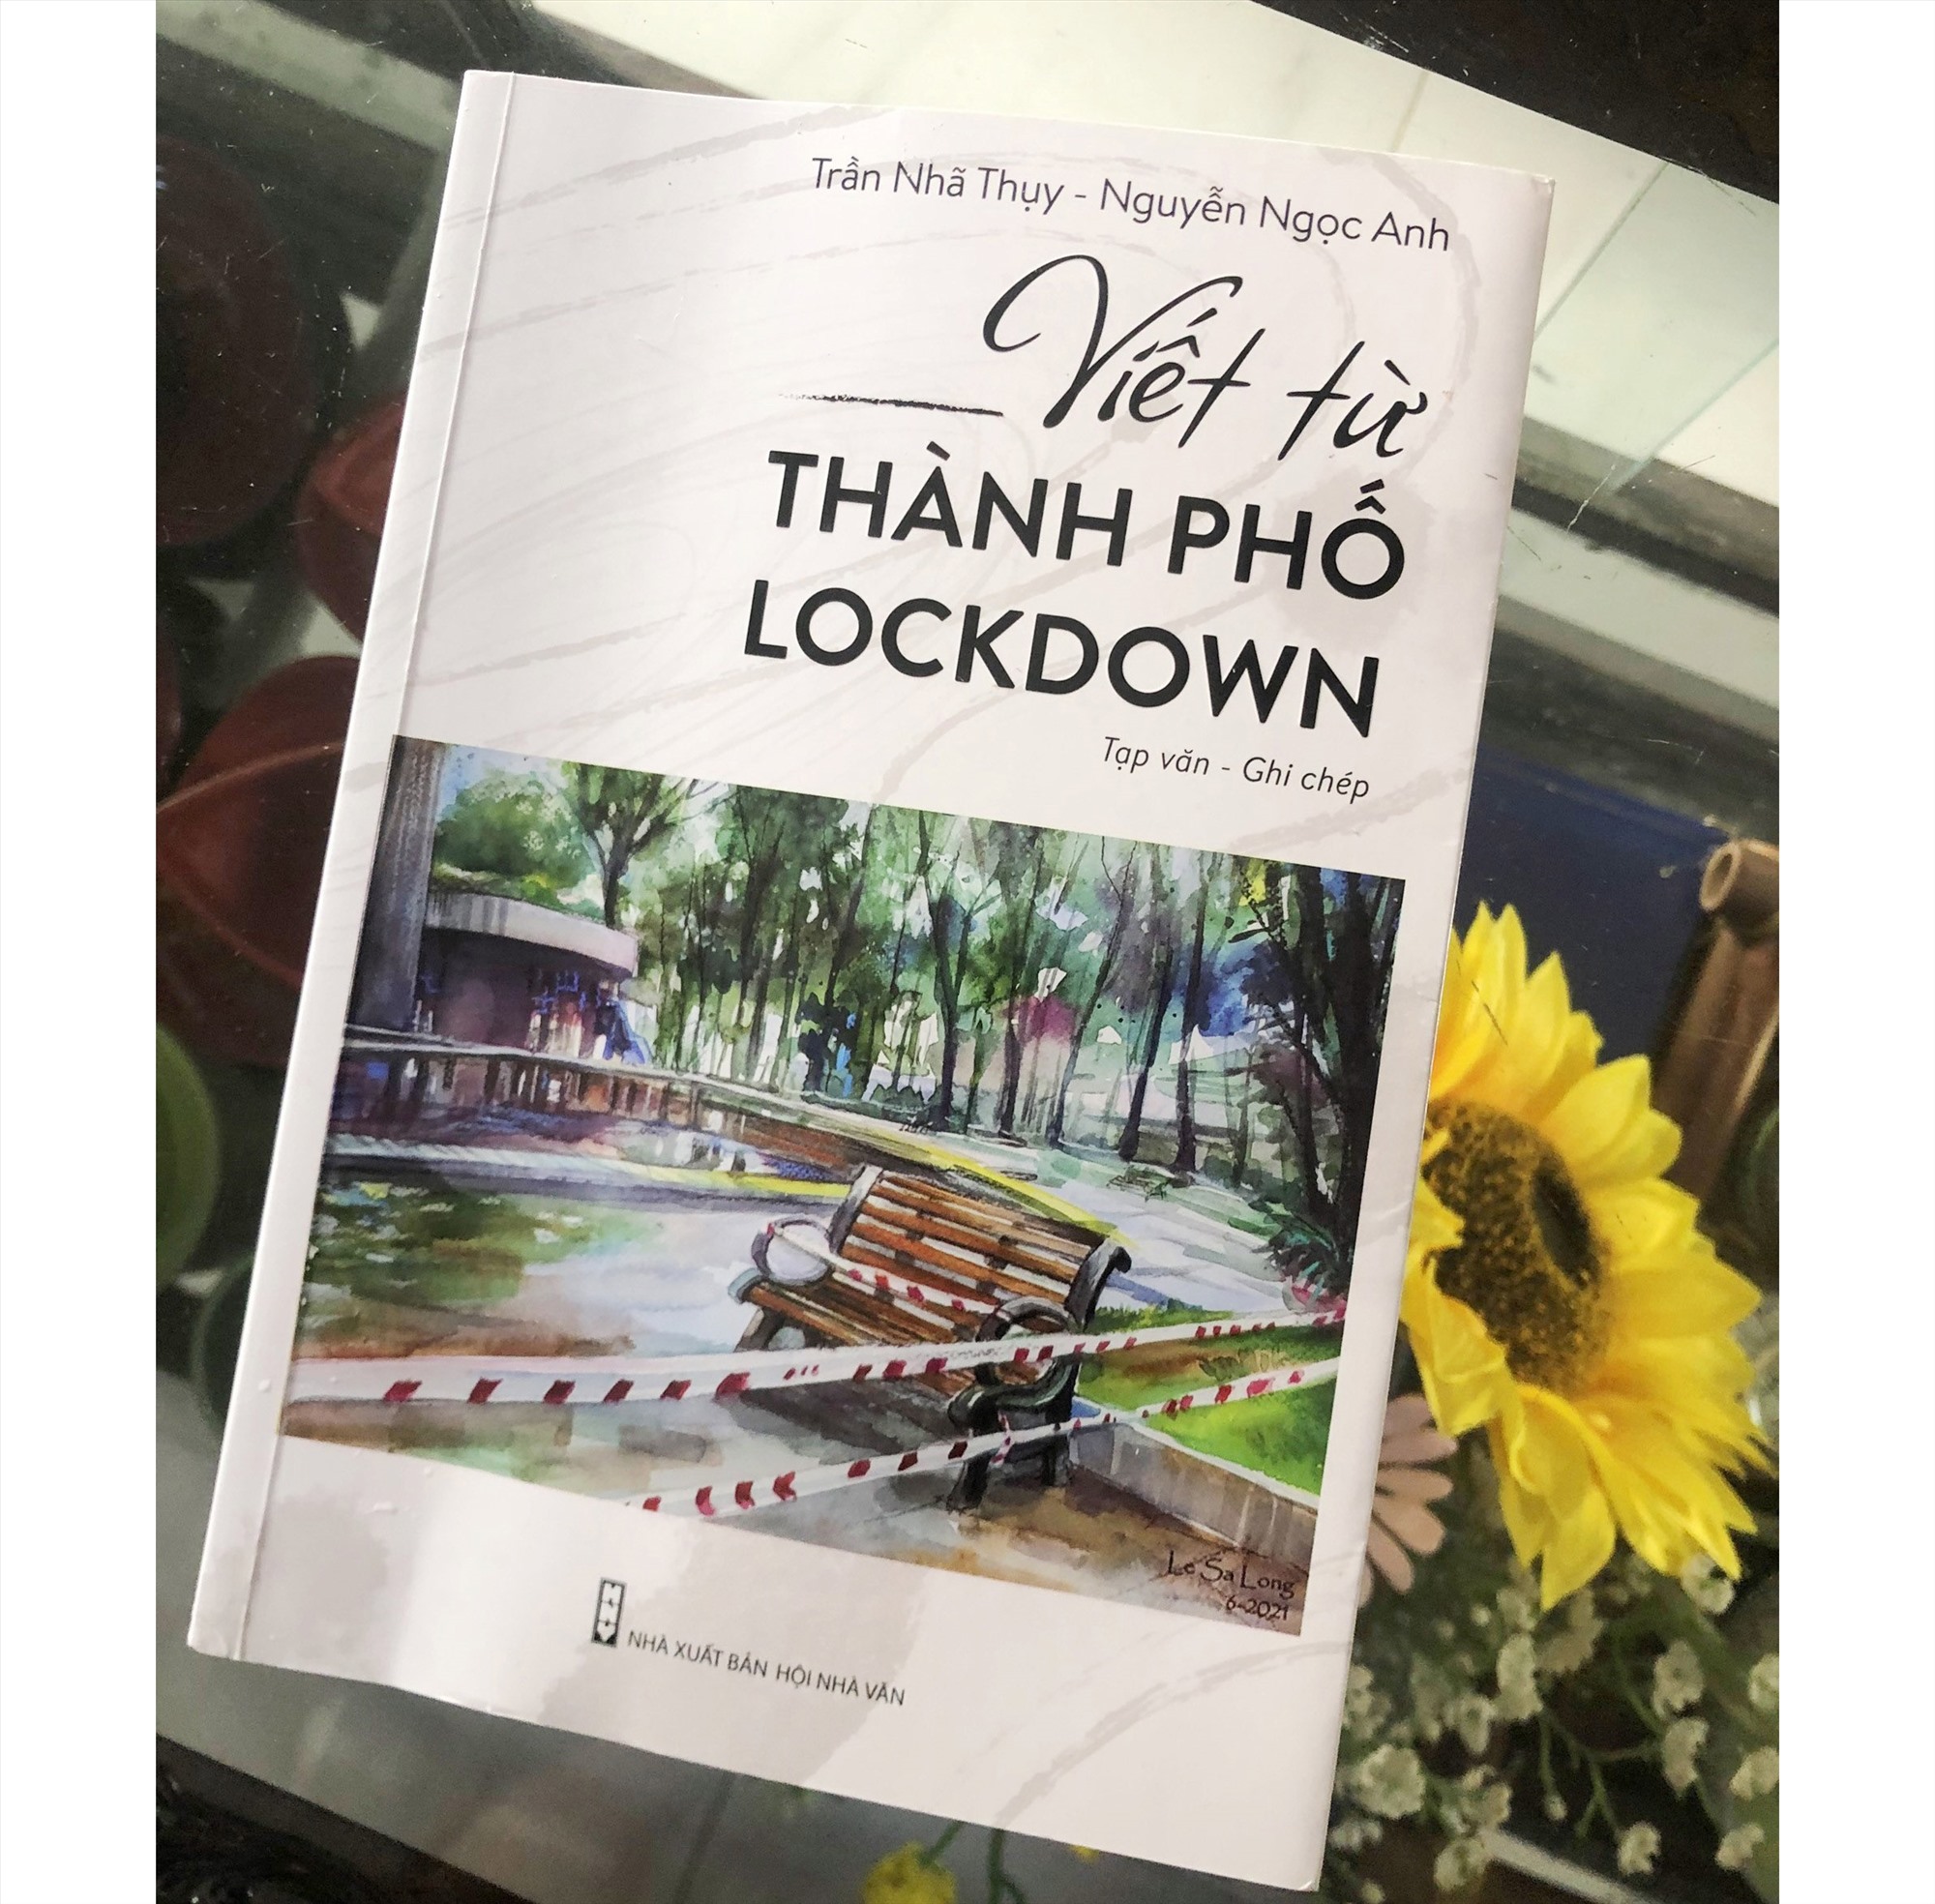 Trần Nhã Thụy - Nguyễn Ngọc Anh
Viết từ
THÀNH PHỐ
LOCKDOWN
Tạp văn - Ghi chép
Le Sa Long
6-2021
NHÀ XUẤT BẢN HỘI NHÀ VĂN